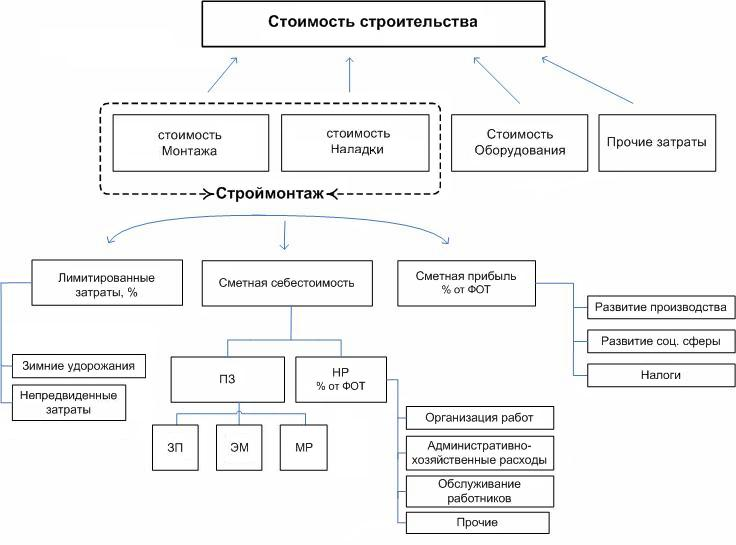 Стоимость строительства
стоимость
Монтажа
стоимость
Наладки
Стоимость
Оборудования
Прочие затраты
Строймонтаж
Лимитированные
затраты, %
Сметная себестоимость
Сметная прибыль
% от ФОТ
Развитие производства
Развитие соц. сферы
Налоги
Зимние удорожания
Непредвиденные
затраты
ПЗ
НР
% от ФОТ
ЗП
ЭМ
МР
Организация работ
Административно-
хозяйственные расходы
Обслуживание
работников
Прочие